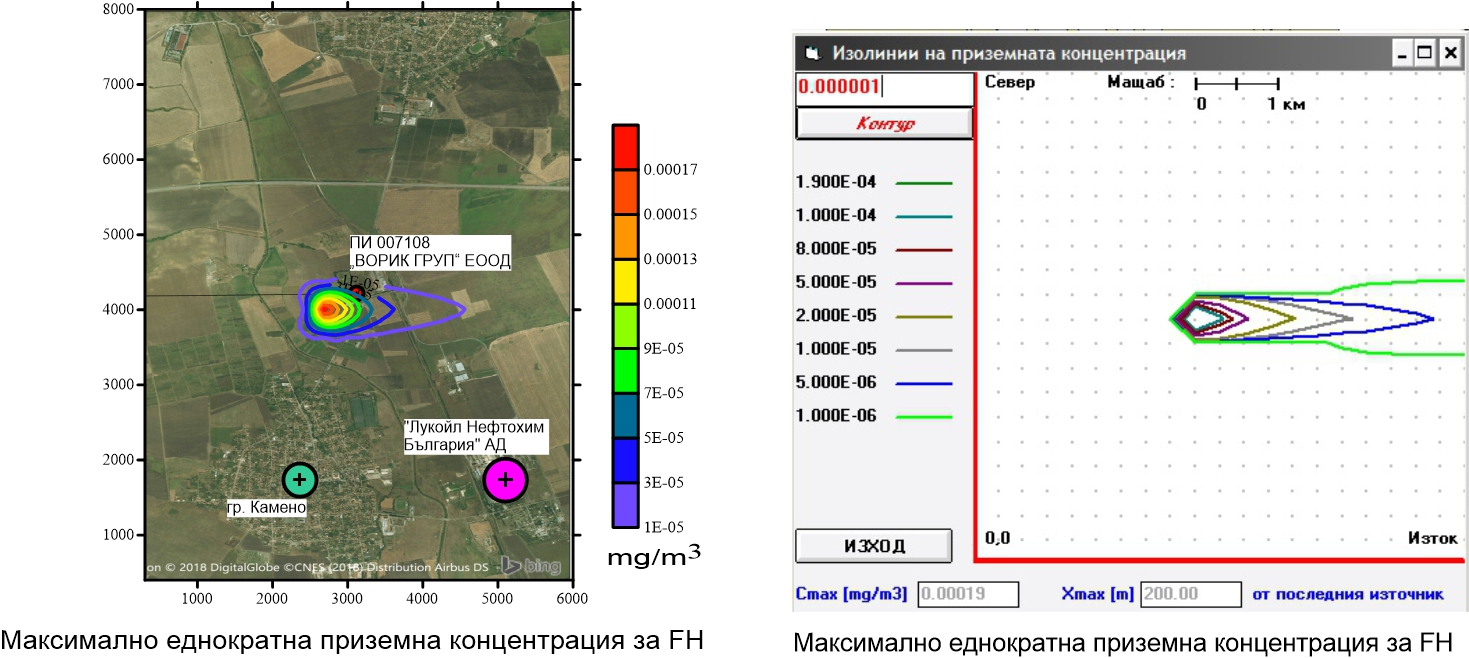 8000
7000
6000
5000
4000
3000
2000
1000
1000 2000 3000 4000 5000 6000
ПИ 007108
„ВОРИК ГРУП“ ЕООД
1E-05
"Лукойл Нефтохим
България" АД
гр. Камено
on © 2018 DigitalGlobe ©CNES (2018) Distribution Airbus DS
bing
0.00017
0.00015
0.00013
0.00011
9E-05
7E-05
5E-05
3E-05
1E-05
mg/m3
Максимално еднократна приземна концентрация за FH
Изолинии на приземната концентрация
0.000001
Контур
1.900E-04
1.000E-04
8.000E-05
5.000E-05
2.000E-05
1.000E-05
5.000E-06
1.000E-06
ИЗХОД
Север
Мащаб :
0 1 км
0,0
Изток
Cmax [mg/m3] 0.00019 Xmax [m] 200.00 от последния източник
Максимално еднократна приземна концентрация за FH